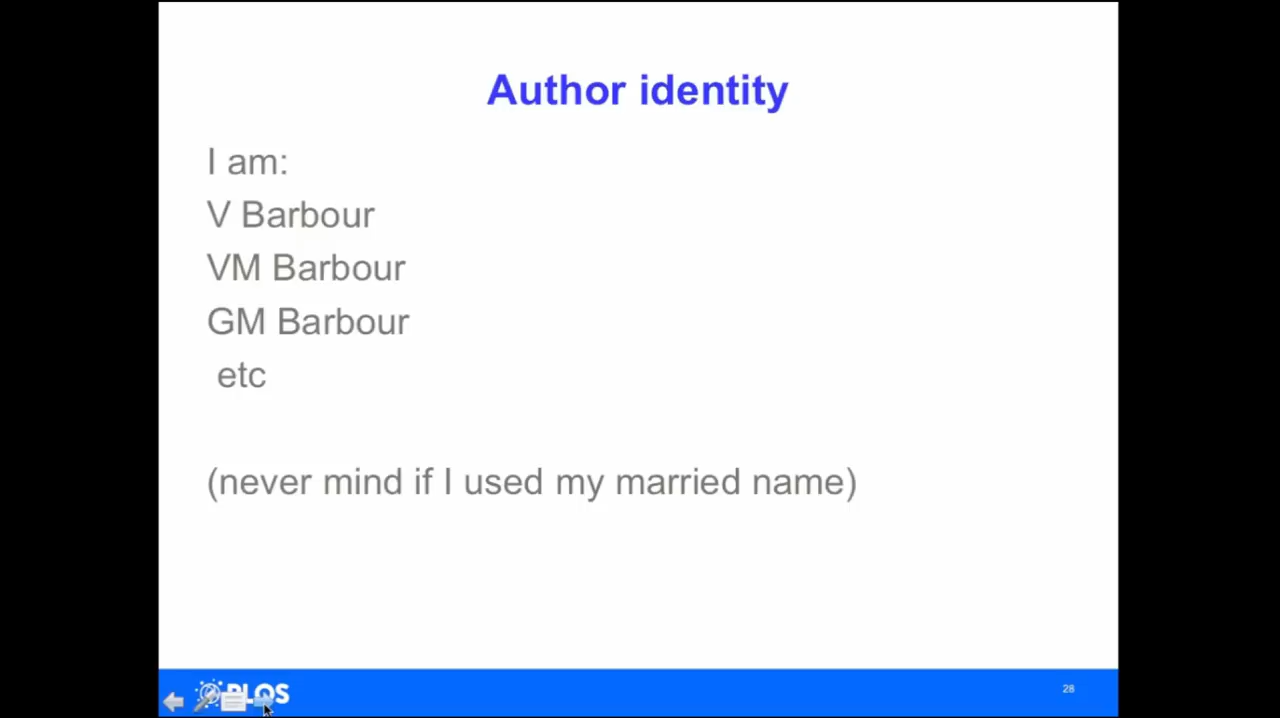 Author identity
I am:
V Barbour
VM Barbour
GM Barbour
etc
(never mind if I used my married name)
PLOS
28